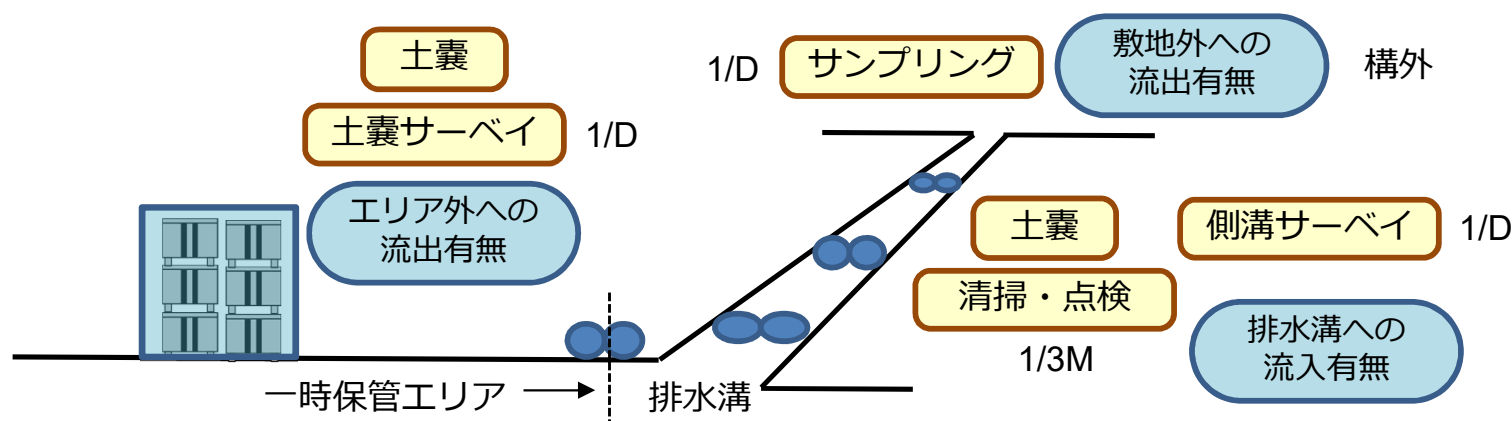 土嚢
土嚢サーベイ
1/D
エリア外への
流出有無
一時保管エリア
排水溝
1/D
サンプリング
敷地外への
流出有無
構外
土嚢
側溝サーベイ
1/D
清掃・点検
1/3M
排水溝への
流入有無